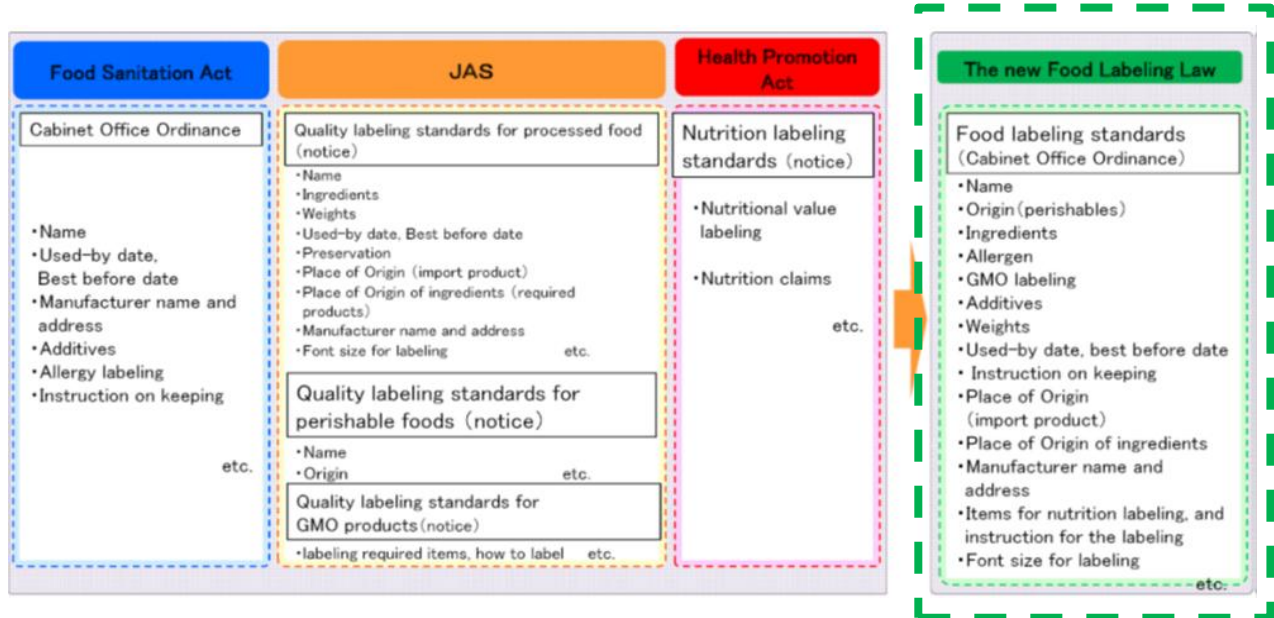 Food Sanitation Act
Cabinet Office Ordinance
・Name
・Used-by date,
Best before date
・Manufacturer name and
address
・Additives
・Allergy labeling
・Instruction on keeping
etc.
JAS
Quality labeling standards for processed food
(notice)
・Name
・Ingredients
・Weights
・Used-by date, Best before date
・Preservation
・Place of Origin (import product)
・Place of Origin of ingredients (required
products)
・Manufacturer name and address
・Font size for labeling etc.
Quality labeling standards for
perishable foods (notice)
・Name
・Origin etc.
Quality labeling standards for
GMO products(notice)
・labeling required items, how to label etc.
Health Promotion
Act
Nutrition labeling
standards (notice)
・Nutritional value
labeling
・Nutrition claims
etc.
The new Food Labeling Law
Food labeling standards
(Cabinet Office Ordinance)
・Name
・Origin(perishables)
・Ingredients
・Allergen
・GMO labeling
・Additives
・Weights
・Used-by date, best before date
・ Instruction on keeping
・Place of Origin
(import product)
・Place of Origin of ingredients
・Manufacturer name and
address
・Items for nutrition labeling, and
instruction for the labeling
・Font size for labeling
etc.